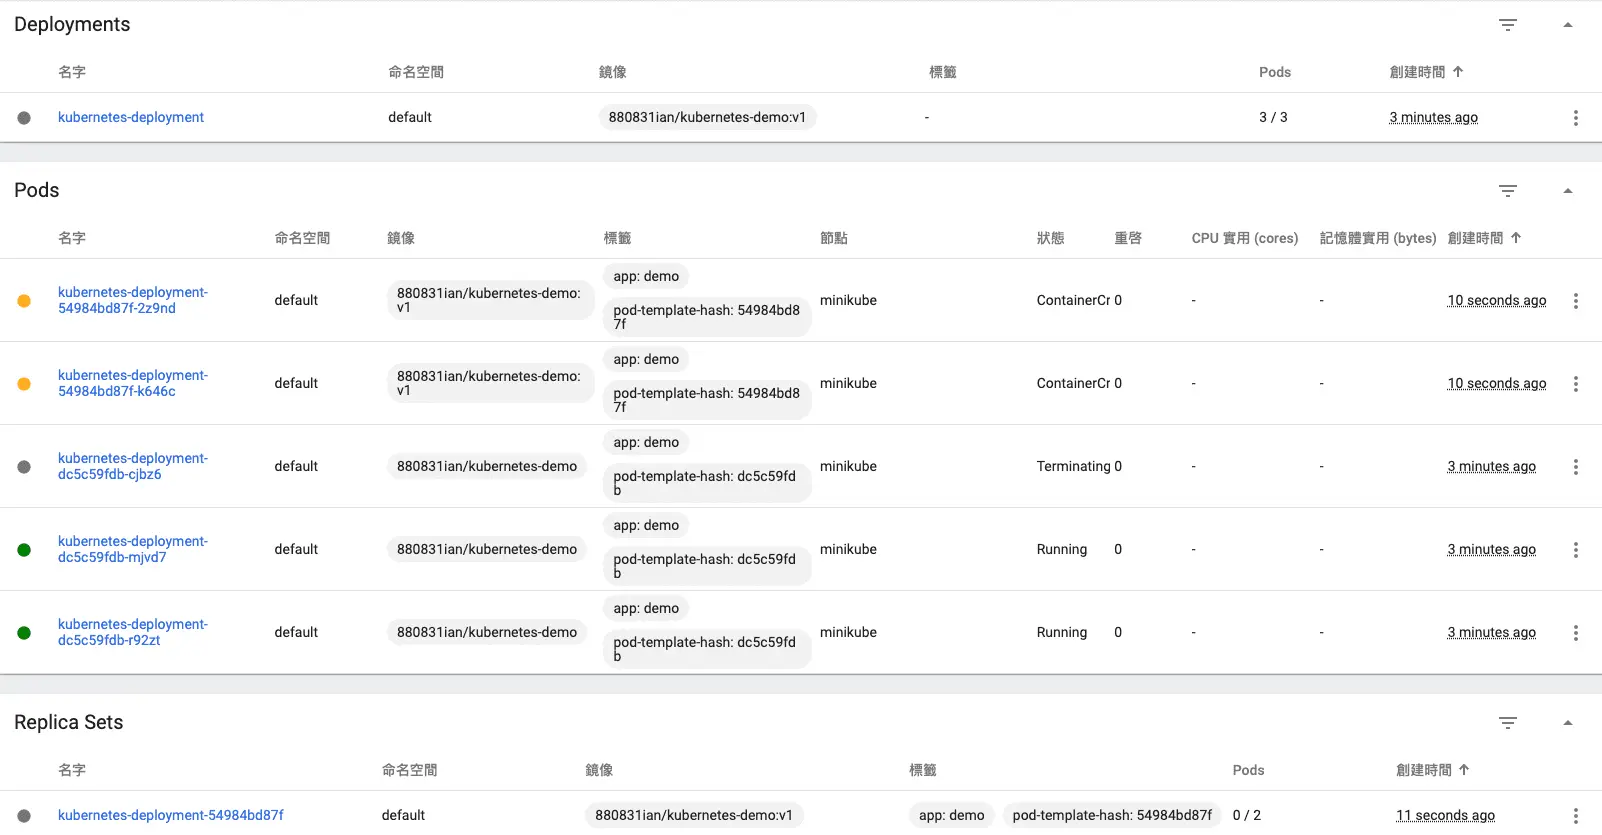 Deployments
名字 命名空間 鏡像 標籤 Pods 創建時間 ↑
kubernetes-deployment default 880831ian/kubernetes-demo:v1 - 3 / 3 3 minutes ago
Pods
名字 命名空間 鏡像 標籤 節點 狀態 重啓 CPU 實用 (cores) 記憶體實用 (bytes) 創建時間 ↑
kubernetes-deployment-
54984bd87f-2z9nd
default
880831ian/kubernetes-demo:
v1
app: demo
pod-template-hash: 54984bd8
7f
minikube ContainerCr 0 - - 10 seconds ago
kubernetes-deployment-
54984bd87f-k646c
default
880831ian/kubernetes-demo:
v1
app: demo
pod-template-hash: 54984bd8
7f
minikube ContainerCr 0 - - 10 seconds ago
kubernetes-deployment-
dc5c59fdb-cjbz6
default
880831ian/kubernetes-demo
app: demo
pod-template-hash: dc5c59fd
b
minikube Terminating 0 - - 3 minutes ago
kubernetes-deployment-
dc5c59fdb-mjvd7
default
880831ian/kubernetes-demo
app: demo
pod-template-hash: dc5c59fd
b
minikube Running 0 - - 3 minutes ago
kubernetes-deployment-
dc5c59fdb-r92zt
default
880831ian/kubernetes-demo
app: demo
pod-template-hash: dc5c59fd
b
minikube Running 0 - - 3 minutes ago
Replica Sets
名字 命名空間 鏡像 標籤 Pods 創建時間 ↑
kubernetes-deployment-54984bd87f default 880831ian/kubernetes-demo:v1 app: demo pod-template-hash: 54984bd87f 0 / 2 11 seconds ago